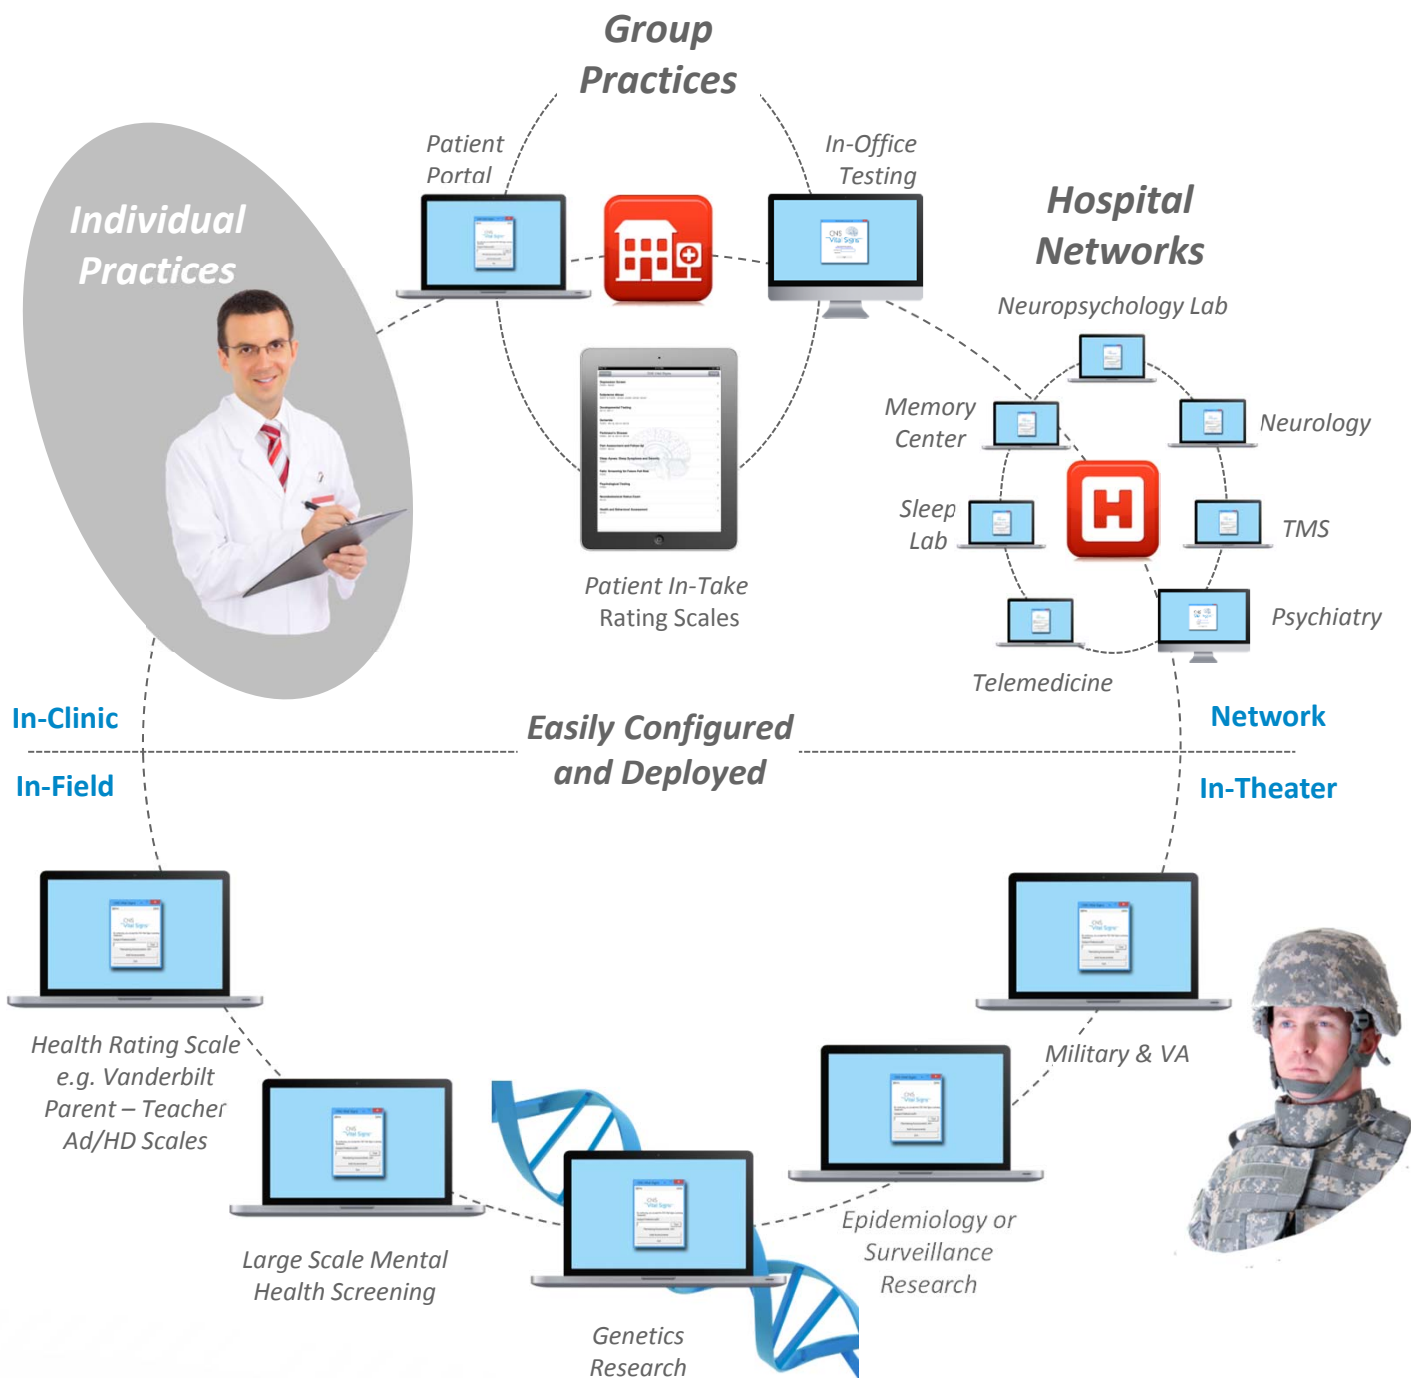 Group
Practices
Patient
Portal
In-Office
Testing
Individual
Practices
Hospital
Networks
Neuropsychology Lab
Memory
Center
Neurology
Sleep
Lab
TMS
Patient In-Take
Rating Scales
Psychiatry
Telemedicine
In-Clinic
Network
Easily Configured
and Deployed
In-Field
In-Theater
CNS
Vital Signs
Health Rating Scale
e.g. Vanderbilt
Parent – Teacher
Ad/HD Scales
Military & VA
Large Scale Mental
Health Screening
Epidemiology or
Surveillance
Research
Genetics
Research
H